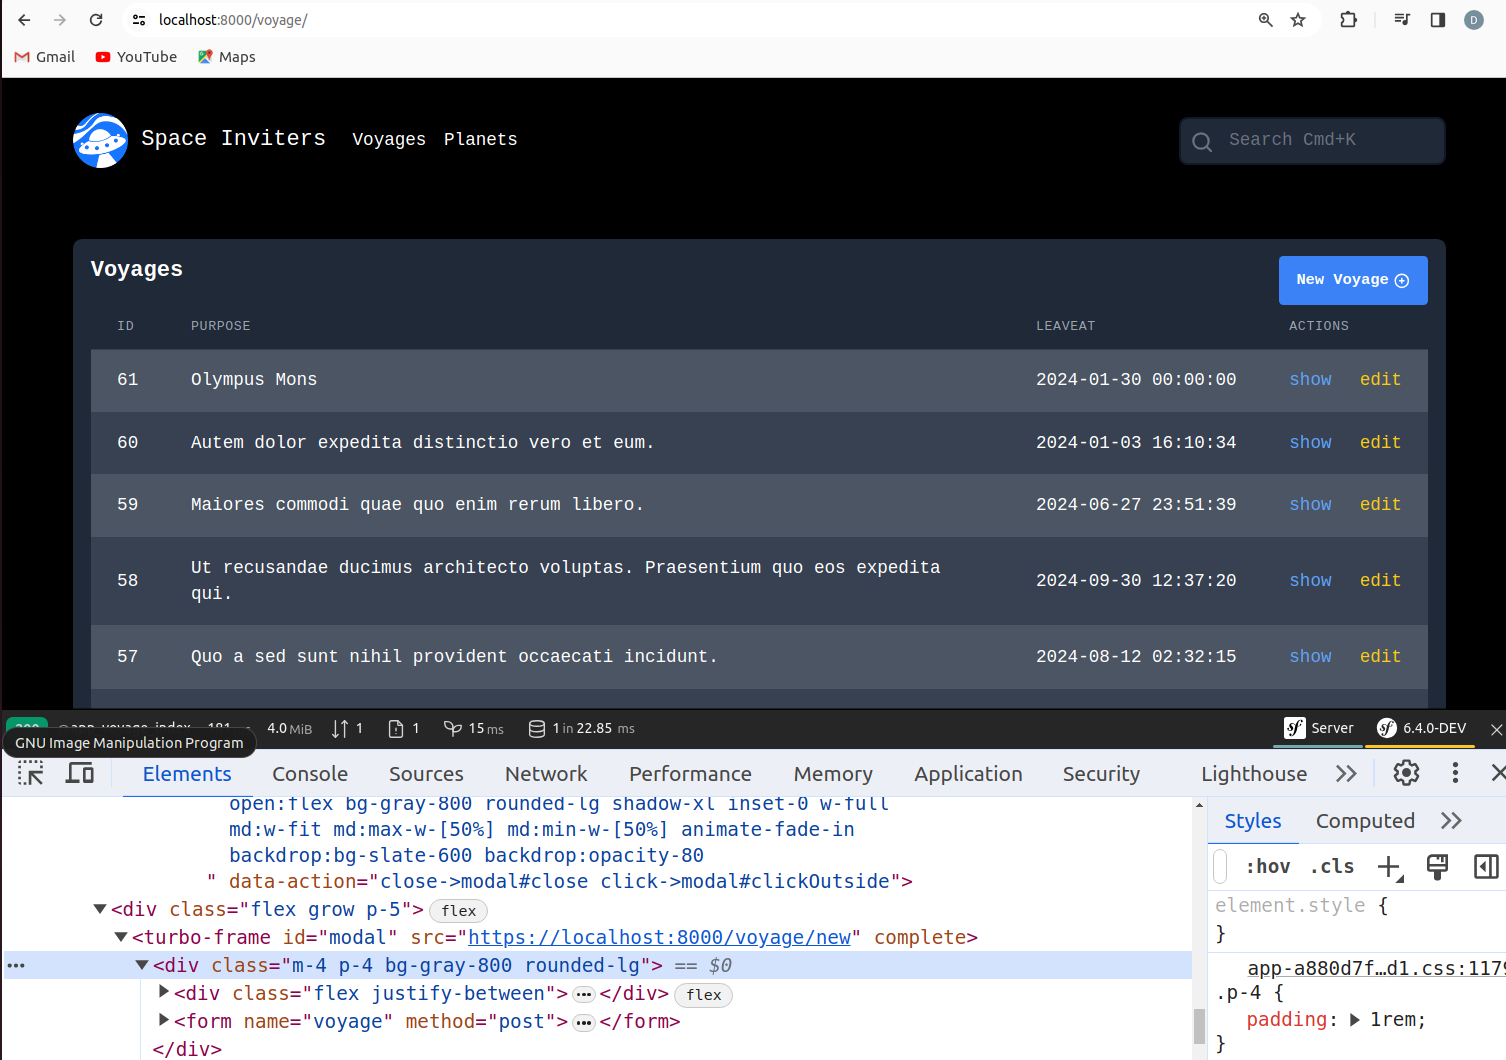 localhost:8000/voyage/
D
Gmail YouTube Maps
Space Inviters Voyages Planets Search Cmd+K
Voyages
New Voyage
ID PURPOSE LEAVEAT ACTIONS
61 Olympus Mons 2024-01-30 00:00:00 show edit
60 Autem dolor expedita distinctio vero et eum. 2024-01-03 16:10:34 show edit
59 Maiores commodi quae quo enim rerum libero. 2024-06-27 23:51:39 show edit
58 Ut recusandae ducimus architecto voluptas. Praesentium quo eos expedita qui. 2024-09-30 12:37:20 show edit
57 Quo a sed sunt nihil provident occaecati incidunt. 2024-08-12 02:32:15 show edit
4.0 MiB 1 1 15 ms 1 in 22.85 ms Server 6.4.0-DEV
GNU Image Manipulation Program
Elements Console Sources Network Performance Memory Application Security Lighthouse
open:flex bg-gray-800 rounded-lg shadow-xl inset-0 w-full
md:w-fit md:max-w-[50%] md:min-w-[50%] animate-fade-in
backdrop:bg-slate-600 backdrop:opacity-80
" data-action="close->modal#close click->modal#clickOutside">
<div class="flex grow p-5"> flex
<turbo-frame id="modal" src="https://localhost:8000/voyage/new" complete>
<div class="m-4 p-4 bg-gray-800 rounded-lg"> == $0
<div class="flex justify-between"> … </div> flex
<form name="voyage" method="post"> … </form>
</div>
Styles Computed
:hov .cls
element.style {
}
app-a880d7f…d1.css:1179
.p-4 {
padding: 1rem;
}